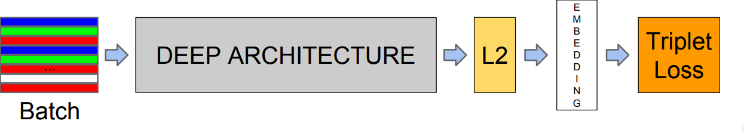 Batch
...
DEEP ARCHITECTURE
L2
EMBEDDING
Triplet
Loss